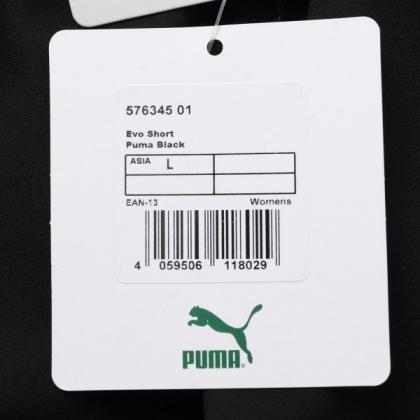 576345 01
Evo Short
Puma Black
ASIA L
EAN-13 Womens
4 059506 118029
PUMA®